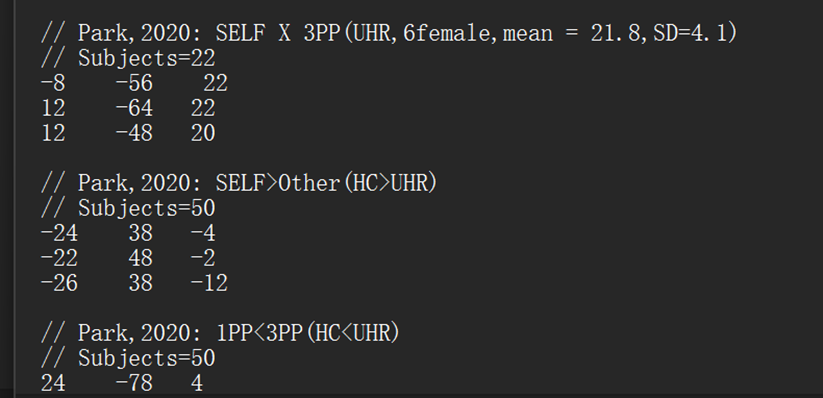 // Park,2020: SELF X 3PP(UHR,6female,mean = 21.8,SD=4.1)
// Subjects=22
-8 -56 22
12 -64 22
12 -48 20
// Park,2020: SELF>Other(HC>UHR)
// Subjects=50
-24 38 -4
-22 48 -2
-26 38 -12
// Park,2020: 1PP<3PP(HC<UHR)
// Subjects=50
24 -78 4